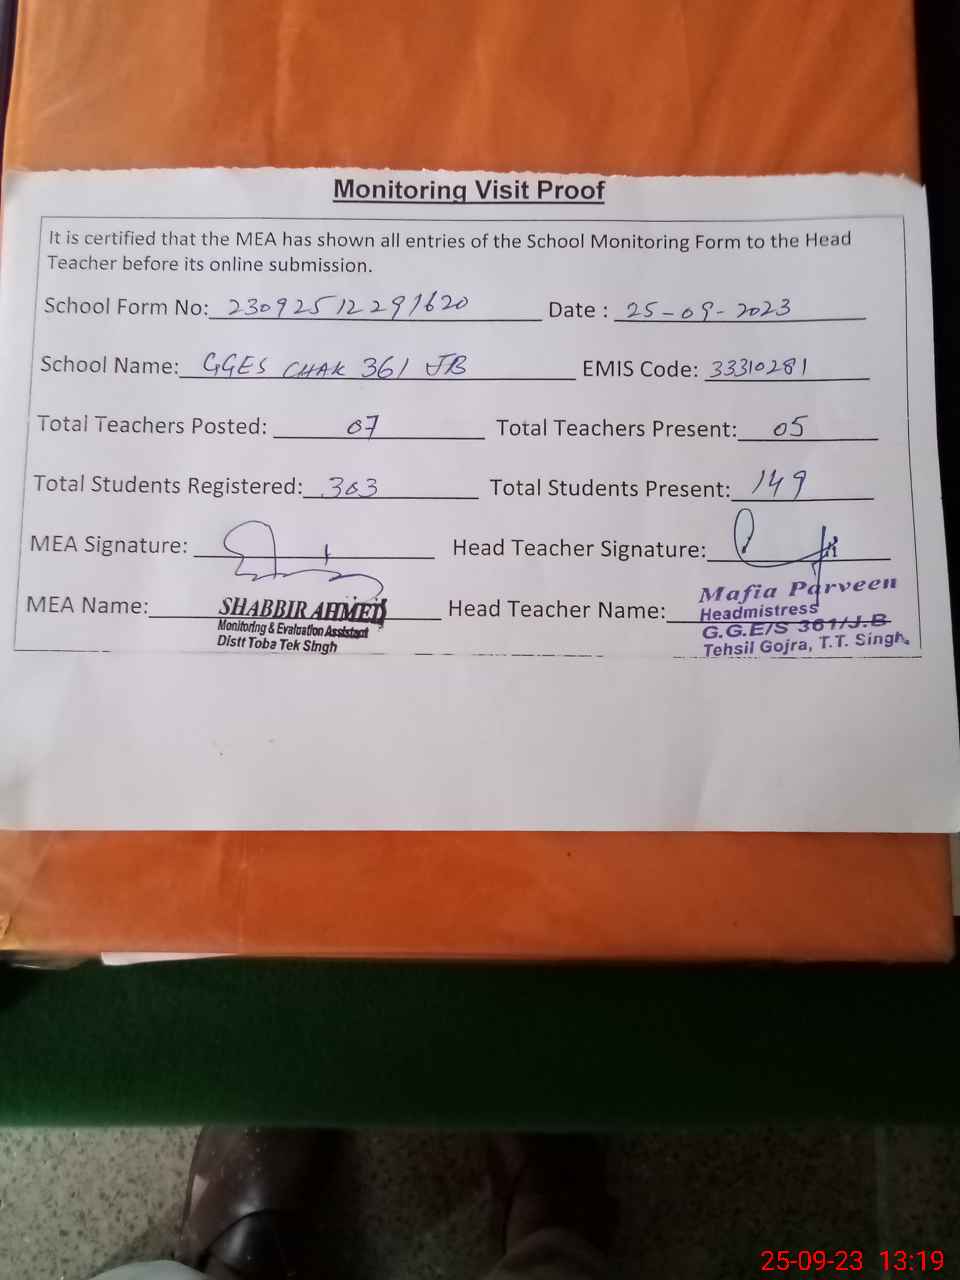 Monitoring Visit Proof
It is certified that the MEA has shown all entries of the School Monitoring Form to the Head
Teacher before its online submission.
School Form No: 23092512291620 Date : 25-09-2023
School Name: GGES CHAK 361 JB EMIS Code: 33310281
Total Teachers Posted: 07 Total Teachers Present: 05
Total Students Registered: 303 Total Students Present: 149
MEA Signature: Head Teacher Signature:
MEA Name: SHABBIR AHMED Head Teacher Name: Mafia Parveen
Monitoring & Evaluation Assistant Headmistress
Distt Toba Tek Singh G.G.E/S 361/J.B
Tehsil Gojra, T.T. Singh.
25-09-23 13:19